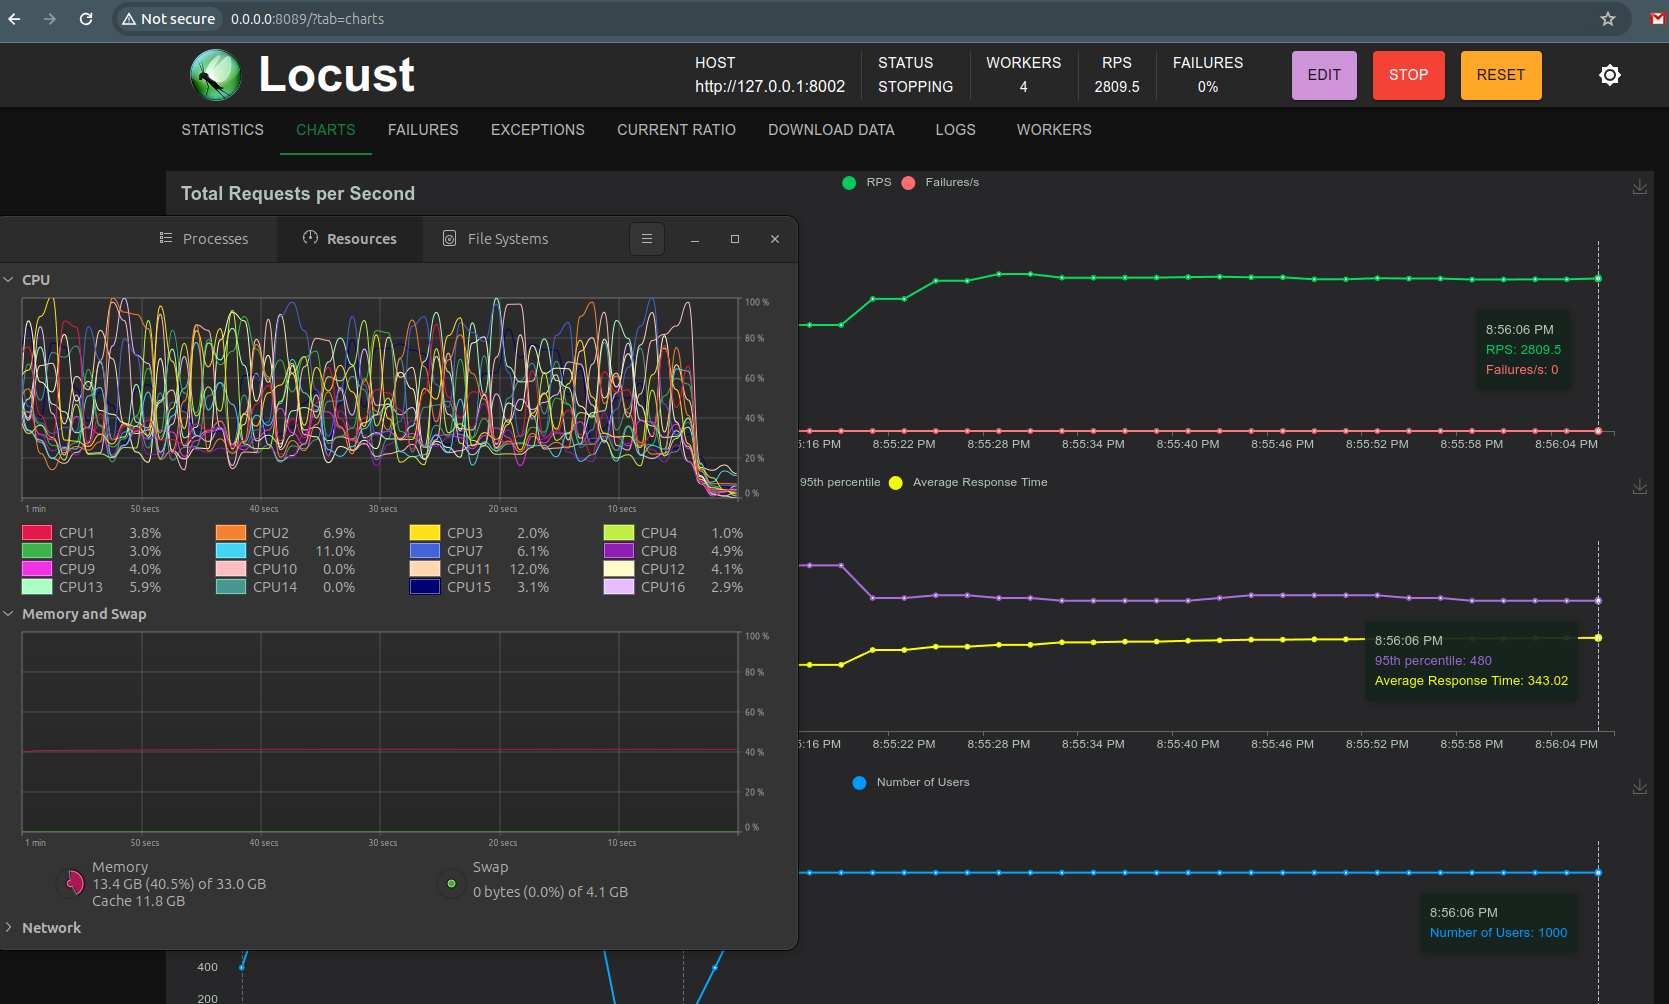 Not secure 0.0.0.0:8089/?tab=charts
Locust
HOST
http://127.0.0.1:8002
STATUS
STOPPING
WORKERS
4
RPS
2809.5
FAILURES
0%
EDIT
STOP
RESET
STATISTICS CHARTS FAILURES EXCEPTIONS CURRENT RATIO DOWNLOAD DATA LOGS WORKERS
Total Requests per Second
RPS Failures/s
8:56:06 PM
RPS: 2809.5
Failures/s: 0
5:16 PM 8:55:22 PM 8:55:28 PM 8:55:34 PM 8:55:40 PM 8:55:46 PM 8:55:52 PM 8:55:58 PM 8:56:04 PM
95th percentile Average Response Time
8:56:06 PM
95th percentile: 480
Average Response Time: 343.02
5:16 PM 8:55:22 PM 8:55:28 PM 8:55:34 PM 8:55:40 PM 8:55:46 PM 8:55:52 PM 8:55:58 PM 8:56:04 PM
Number of Users
8:56:06 PM
Number of Users: 1000
400
200
Processes Resources File Systems
CPU
100 %
80 %
60 %
40 %
20 %
0 %
1 min 50 secs 40 secs 30 secs 20 secs 10 secs
CPU1 3.8% CPU2 6.9% CPU3 2.0% CPU4 1.0%
CPU5 3.0% CPU6 11.0% CPU7 6.1% CPU8 4.9%
CPU9 4.0% CPU10 0.0% CPU11 12.0% CPU12 4.1%
CPU13 5.9% CPU14 0.0% CPU15 3.1% CPU16 2.9%
Memory and Swap
100 %
80 %
60 %
40 %
20 %
0 %
1 min 50 secs 40 secs 30 secs 20 secs 10 secs
Memory
13.4 GB (40.5%) of 33.0 GB
Cache 11.8 GB
Swap
0 bytes (0.0%) of 4.1 GB
Network